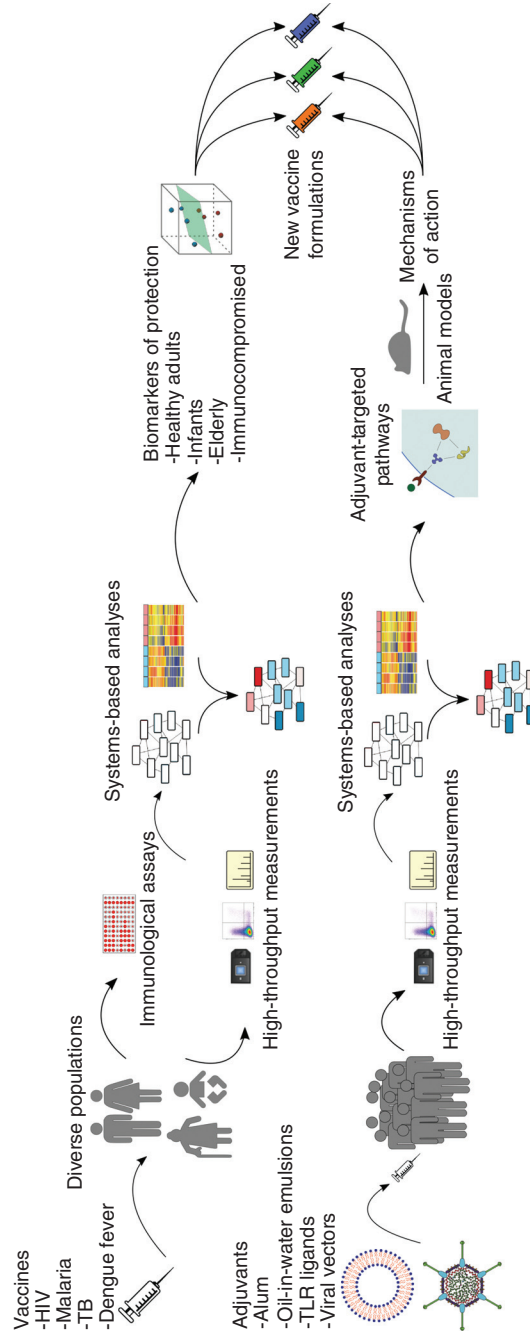 Vaccines
-HIV
-Malaria
-TB
-Dengue fever
Diverse populations
Immunological assays
High-throughput measurements
Systems-based analyses
Biomarkers of protection
-Healthy adults
-Infants
-Elderly
-Immunocompromised
New vaccine
formulations
Adjuvants
-Alum
-Oil-in-water emulsions
-TLR ligands
-Viral vectors
High-throughput measurements
Systems-based analyses
Adjuvant-targeted
pathways
Animal models
Mechanisms
of action